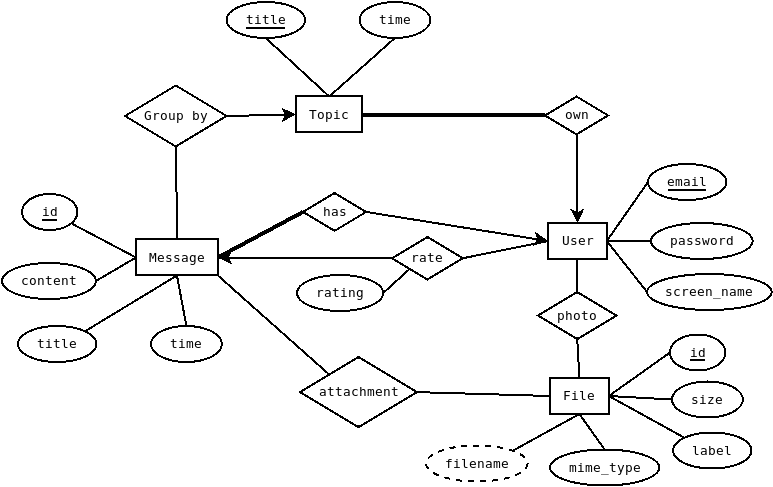 title
time
Group by
Topic
own
id
has
email
Message
User
password
content
rate
rating
screen_name
photo
title
time
id
attachment
File
size
filename
mime_type
label